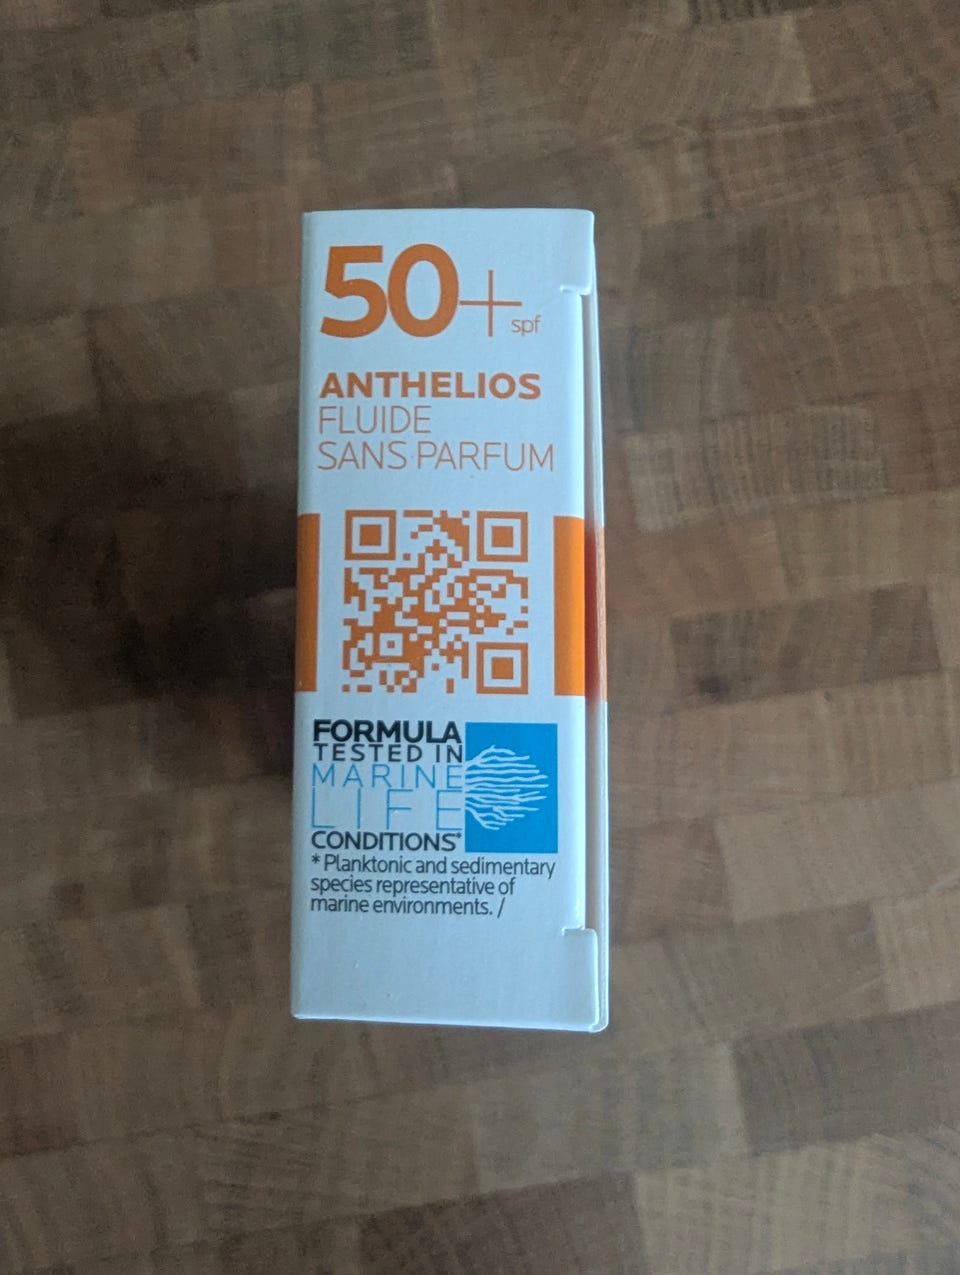 50+ spf
ANTHELIOS
FLUIDE
SANS PARFUM
FORMULA
TESTED IN
MARINE
LIFE
CONDITIONS*
* Planktonic and sedimentary
species representative of
marine environments. /